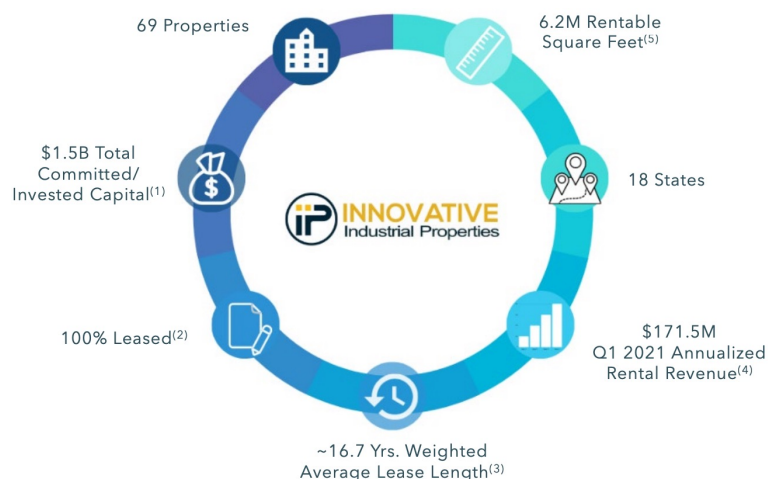 69 Properties
6.2M Rentable
Square Feet(5)
$1.5B Total
Committed/
Invested Capital(1)
18 States
iiP INNOVATIVE
Industrial Properties
100% Leased(2)
$171.5M
Q1 2021 Annualized
Rental Revenue(4)
~16.7 Yrs. Weighted
Average Lease Length(3)